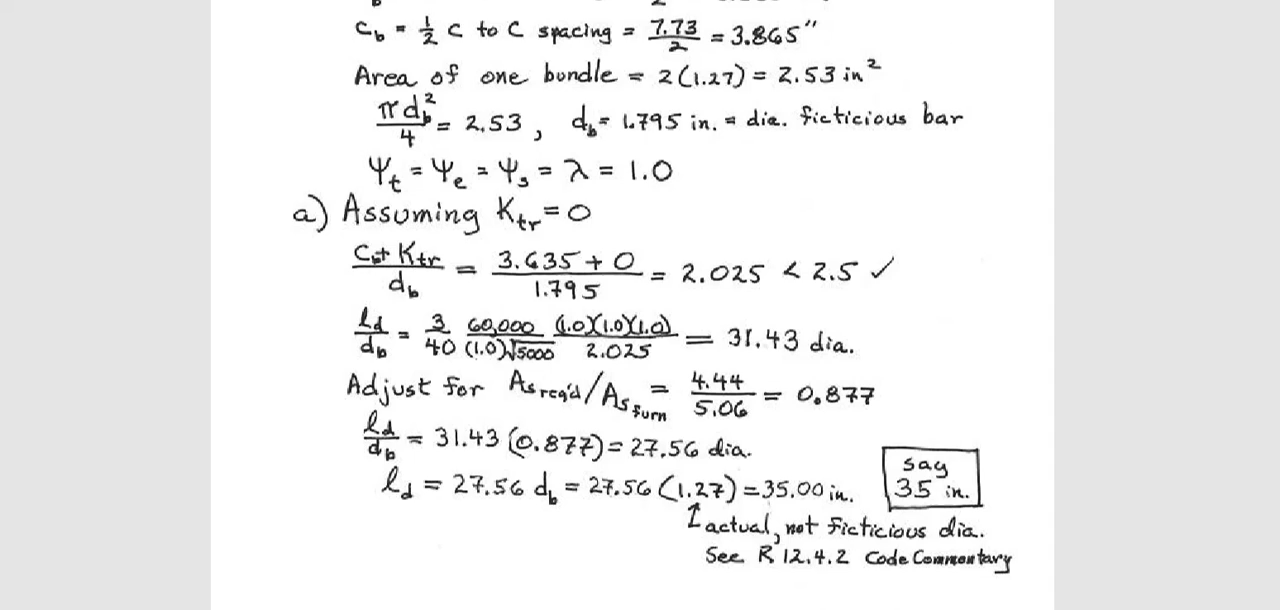 C_b = 1/2 C to C spacing = 7.73/2 = 3.865"
Area of one bundle = 2(1.27) = 2.53 in²
πd_b²/4 = 2.53, d_b = 1.795 in. = dia. ficticious bar
Ψ_t = Ψ_e = Ψ_s = λ = 1.0
a) Assuming K_tr = 0
(C_b + K_tr)/d_b = (3.635 + 0)/1.795 = 2.025 < 2.5 ✓
l_d/d_b = 3/40 60,000/((1.0)√5000) (1.0)(1.0)(1.0)/2.025 = 31.43 dia.
Adjust for As req'd/As furn = 4.44/5.06 = 0.877
l_d/d_b = 31.43 (0.877) = 27.56 dia.
l_d = 27.56 d_b = 27.56 (1.27) = 35.00 in.
say
35 in.
↑ actual, not ficticious dia.
See R 12.4.2 Code Commentary